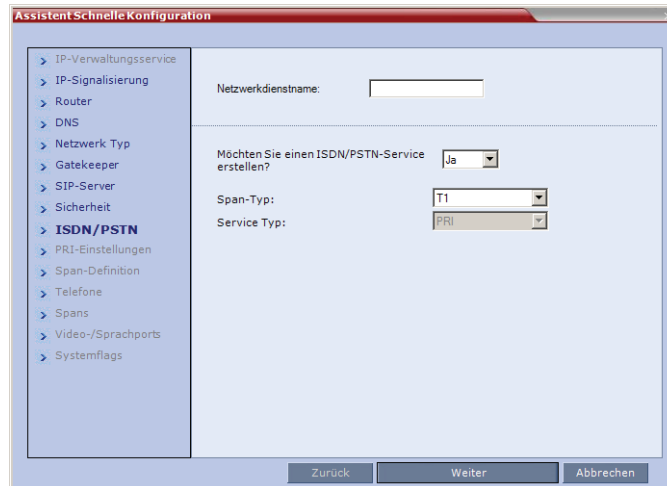 Assistent Schnelle Konfiguration
IP-Verwaltungsservice
IP-Signalisierung
Router
DNS
Netzwerk Typ
Gatekeeper
SIP-Server
Sicherheit
ISDN/PSTN
PRI-Einstellungen
Span-Definition
Telefone
Spans
Video-/Sprachports
Systemflags
Netzwerkdienstname:
Möchten Sie einen ISDN/PSTN-Service
erstellen?
Ja
Span-Typ:
T1
Service Typ:
PRI
Zurück
Weiter
Abbrechen